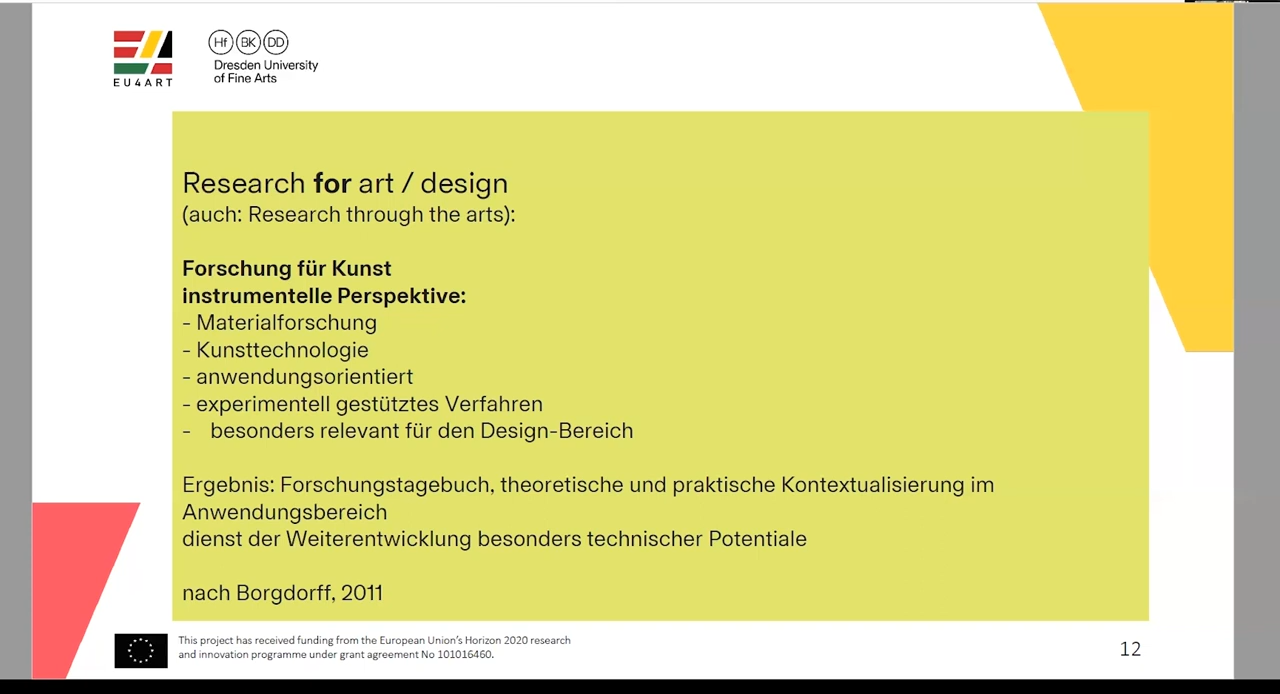 EU4ART
Hf BK DD
Dresden University
of Fine Arts
Research for art / design
(auch: Research through the arts):
Forschung für Kunst
instrumentelle Perspektive:
- Materialforschung
- Kunsttechnologie
- anwendungsorientiert
- experimentell gestütztes Verfahren
- besonders relevant für den Design-Bereich
Ergebnis: Forschungstagebuch, theoretische und praktische Kontextualisierung im
Anwendungsbereich
dienst der Weiterentwicklung besonders technischer Potentiale
nach Borgdorff, 2011
This project has received funding from the European Union's Horizon 2020 research
and innovation programme under grant agreement No 101016460.
12